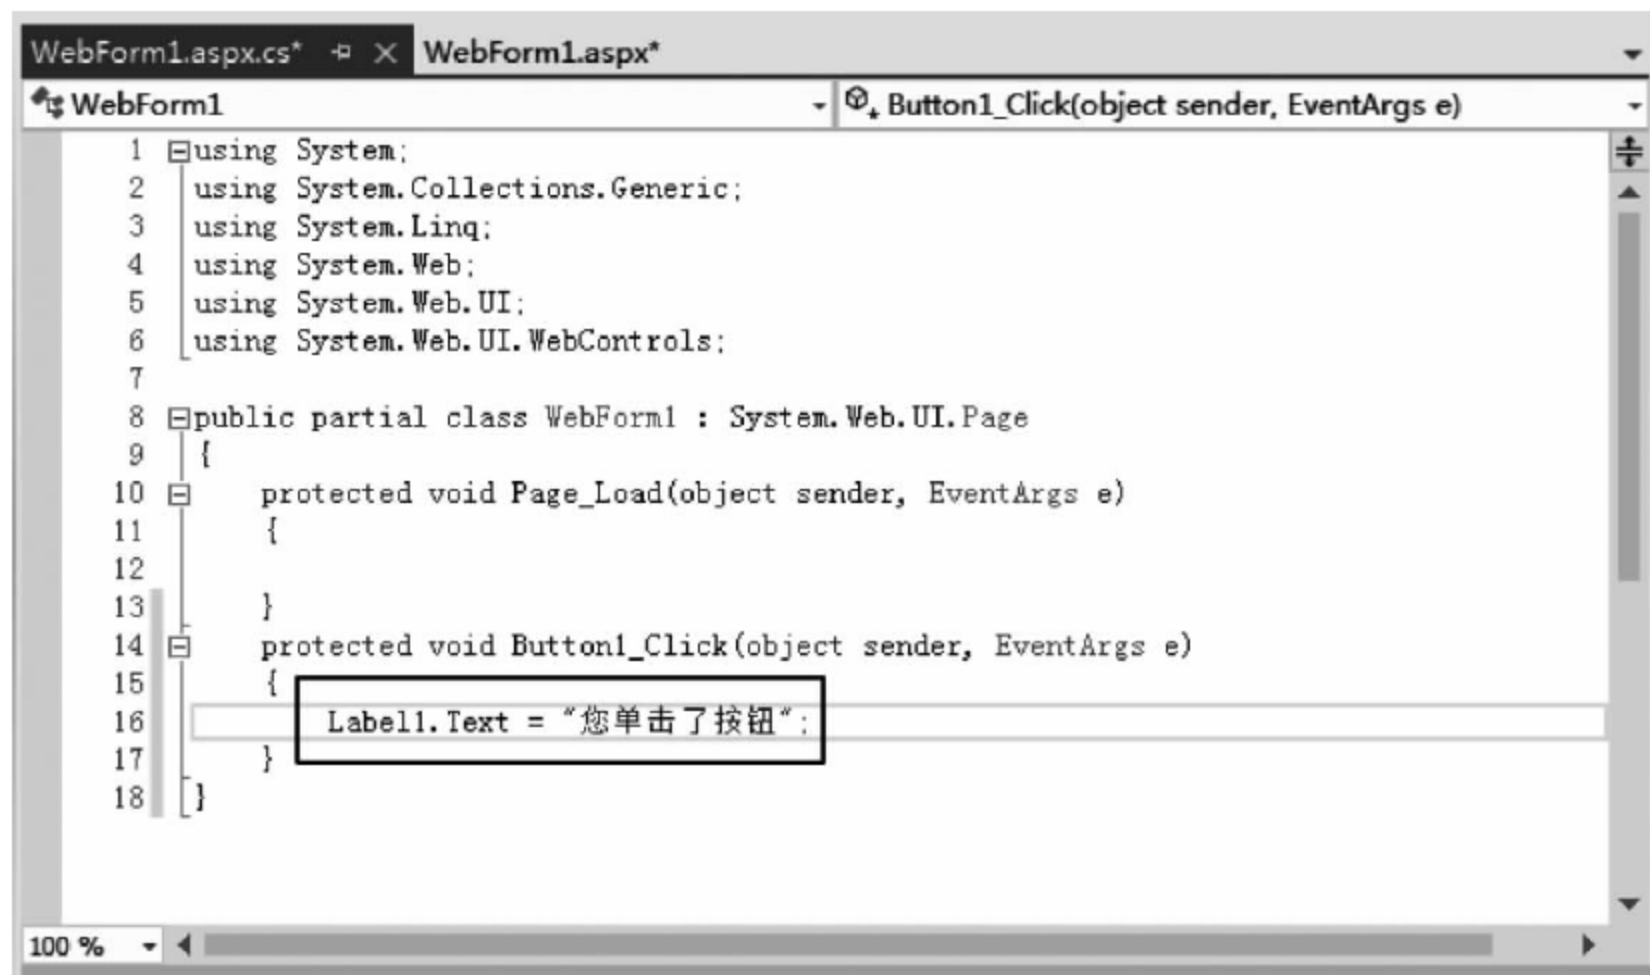 WebForm1.aspx.cs* WebForm1.aspx*
WebForm1 Button1_Click(object sender, EventArgs e)
1 using System;
2 using System.Collections.Generic;
3 using System.Linq;
4 using System.Web;
5 using System.Web.UI;
6 using System.Web.UI.WebControls;
7
8 public partial class WebForm1 : System.Web.UI.Page
9 {
10 protected void Page_Load(object sender, EventArgs e)
11 {
12
13 }
14 protected void Button1_Click(object sender, EventArgs e)
15 {
16 Label1.Text = "您单击了按钮";
17 }
18 }
100 %